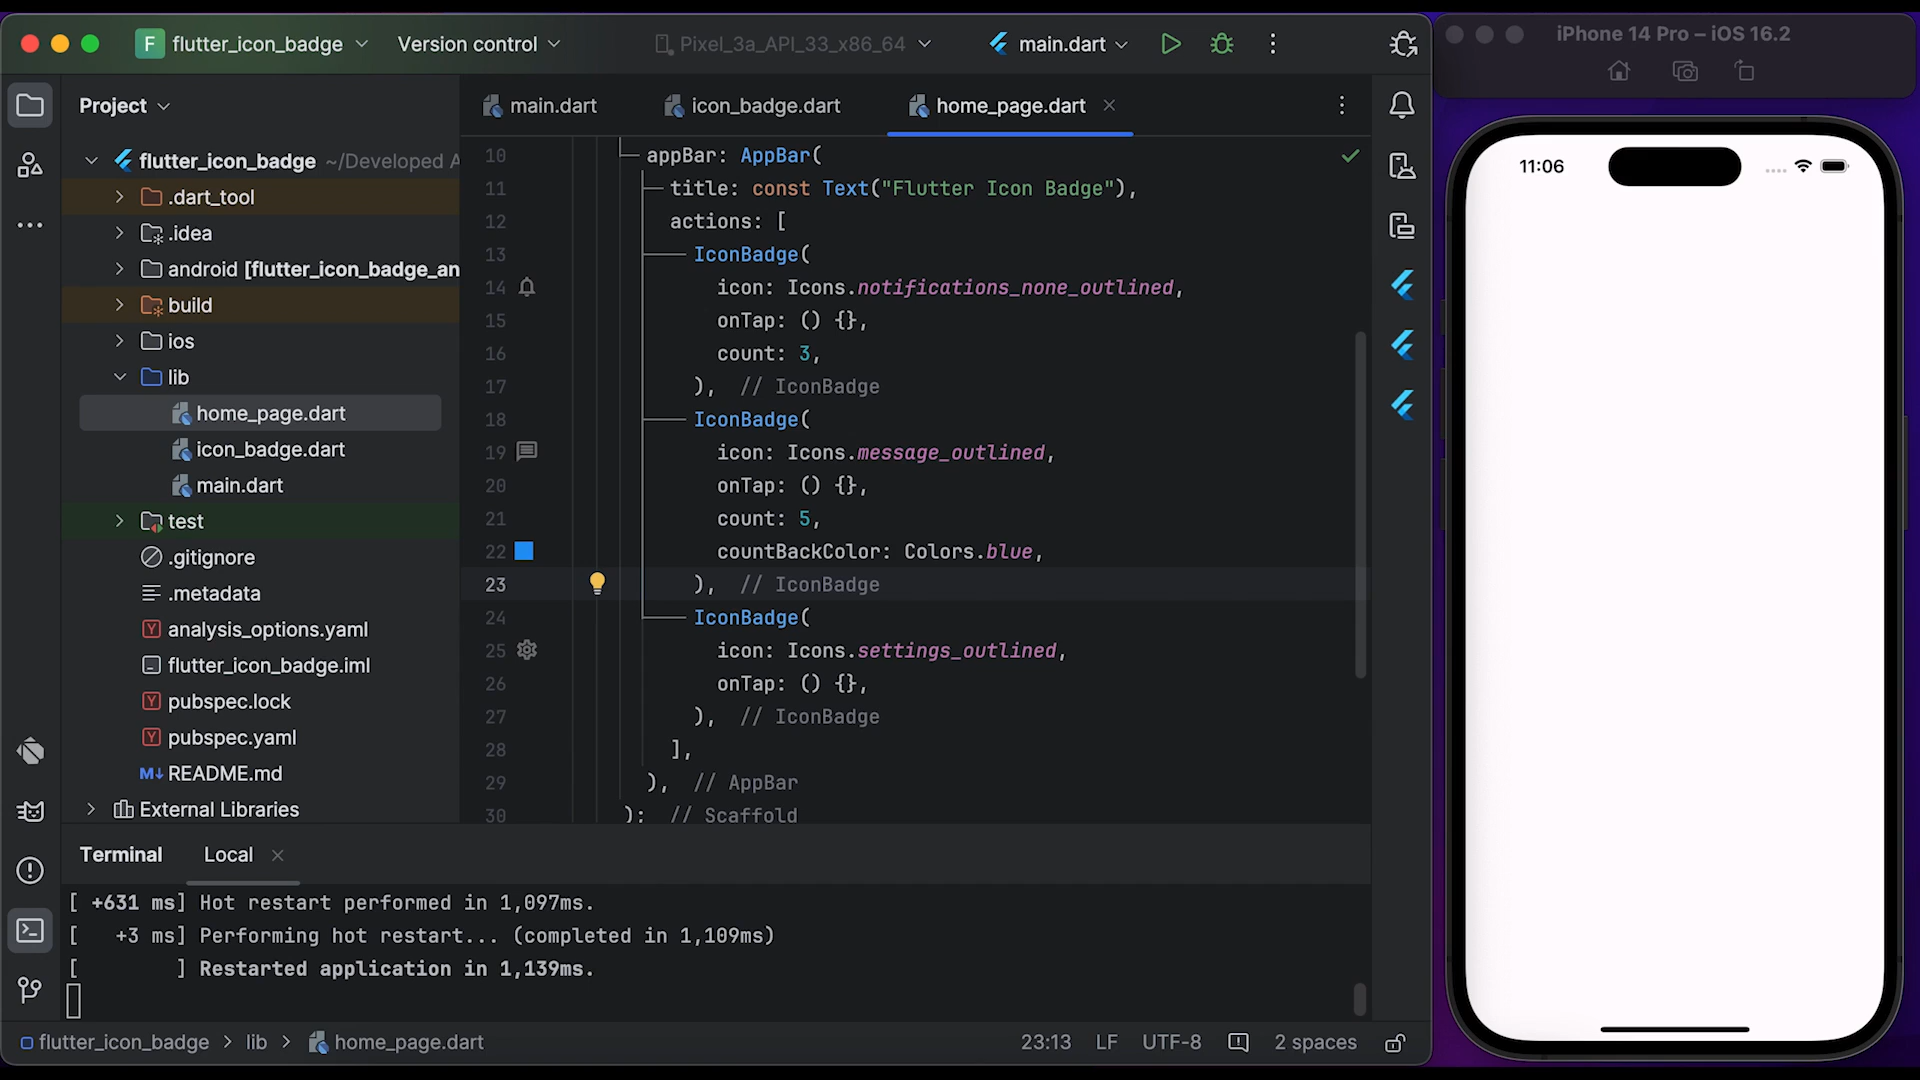 F flutter_icon_badge Version control Pixel_3a_API_33_x86_64 main.dart
iPhone 14 Pro – iOS 16.2
Project
main.dart icon_badge.dart home_page.dart
flutter_icon_badge ~/Developed A
.dart_tool
.idea
android [flutter_icon_badge_an
build
ios
lib
home_page.dart
icon_badge.dart
main.dart
test
.gitignore
.metadata
analysis_options.yaml
flutter_icon_badge.iml
pubspec.lock
pubspec.yaml
M↓ README.md
External Libraries
10 appBar: AppBar(
11 title: const Text("Flutter Icon Badge"),
12 actions: [
13 IconBadge(
14 icon: Icons.notifications_none_outlined,
15 onTap: () {},
16 count: 3,
17 ), // IconBadge
18 IconBadge(
19 icon: Icons.message_outlined,
20 onTap: () {},
21 count: 5,
22 countBackColor: Colors.blue,
23 ), // IconBadge
24 IconBadge(
25 icon: Icons.settings_outlined,
26 onTap: () {},
27 ), // IconBadge
28 ],
29 ), // AppBar
30 ); // Scaffold
11:06
Terminal Local
[ +631 ms] Hot restart performed in 1,097ms.
[ +3 ms] Performing hot restart... (completed in 1,109ms)
[ ] Restarted application in 1,139ms.
flutter_icon_badge > lib > home_page.dart 23:13 LF UTF-8 2 spaces